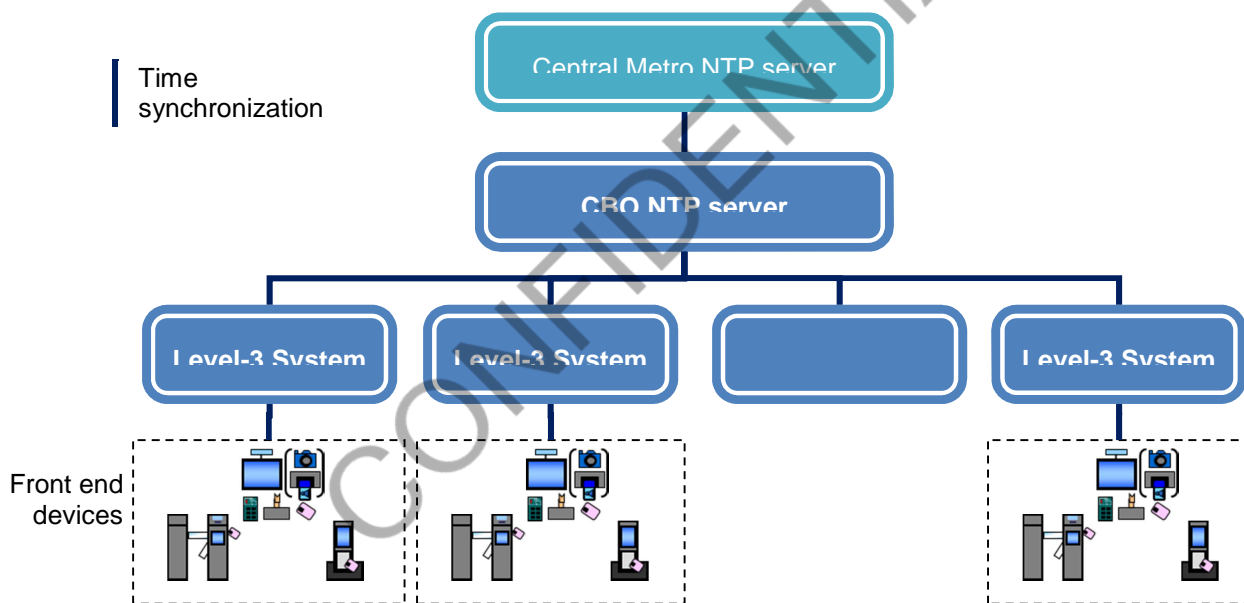 Central Metro NTP server
Time
synchronization
CBO NTP server
Level-3 System
Level-3 System
Level-3 System
Front end
devices
CONFIDENTIA